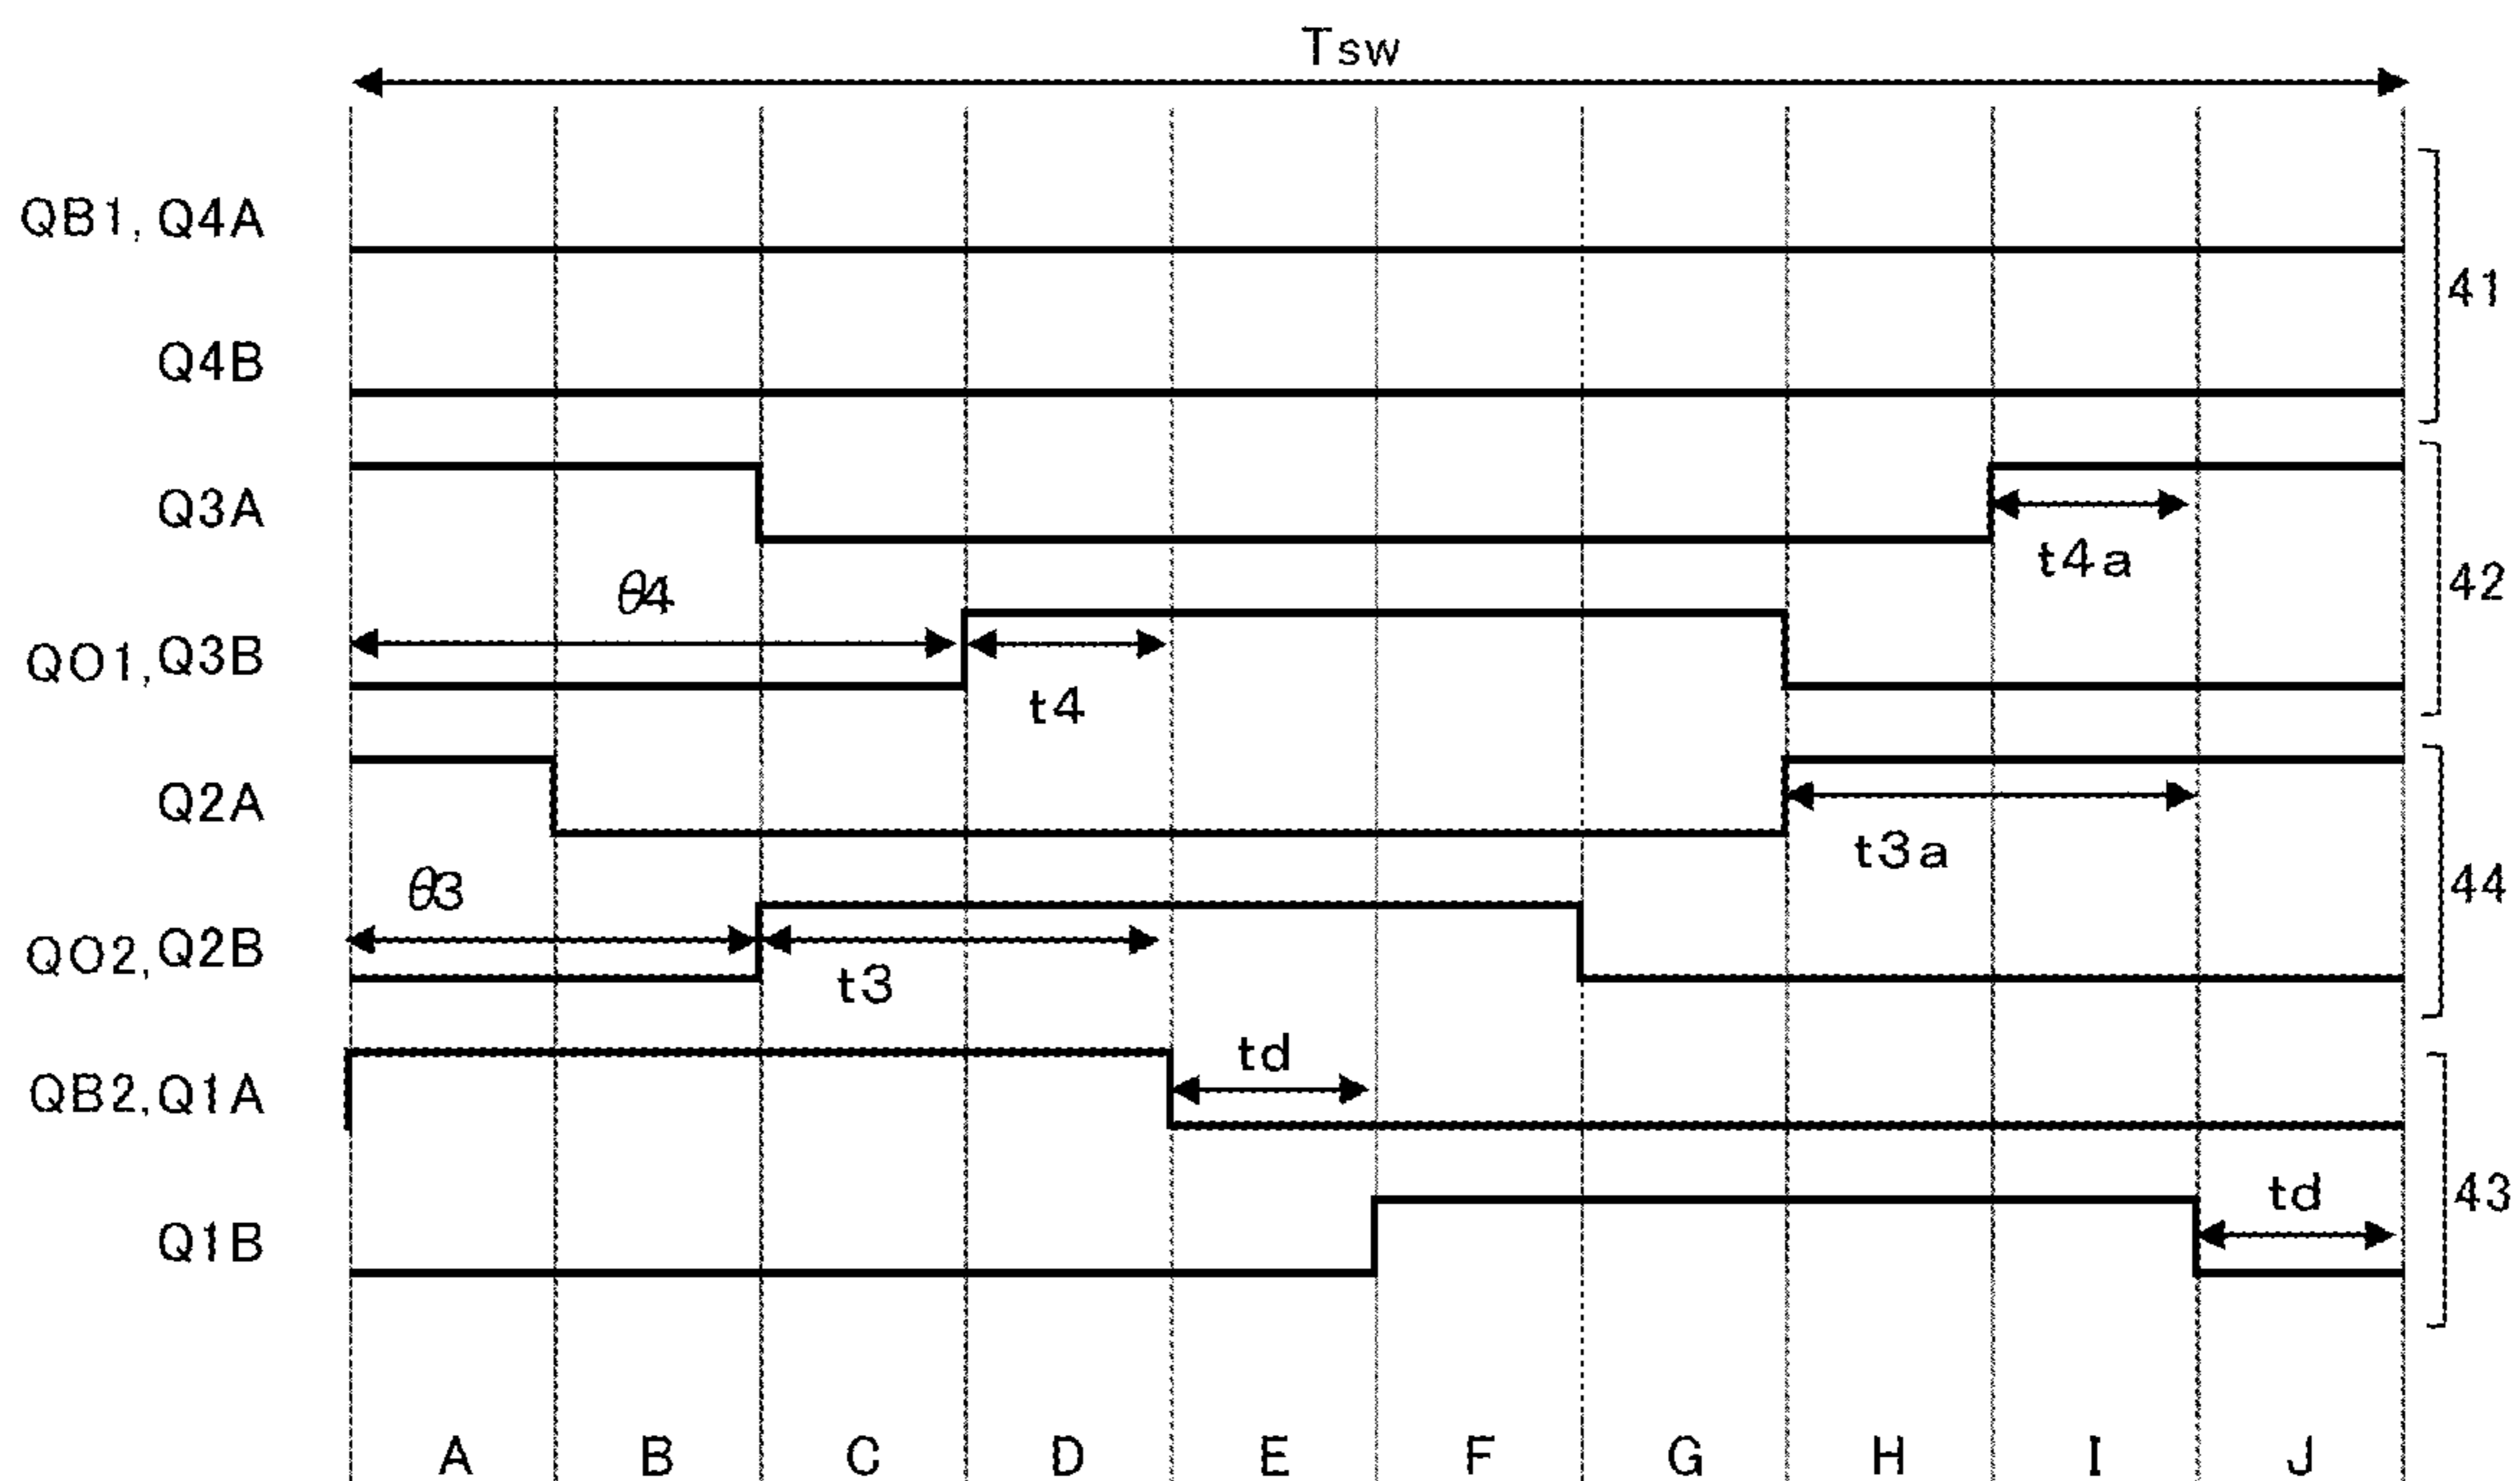 Tsw
QB1, Q4A
41
Q4B
Q3A
t4a
42
θ4
QO1, Q3B
t4
Q2A
t3a
44
θ3
QO2, Q2B
t3
td
QB2, Q1A
td
43
Q1B
A B C D E F G H I J